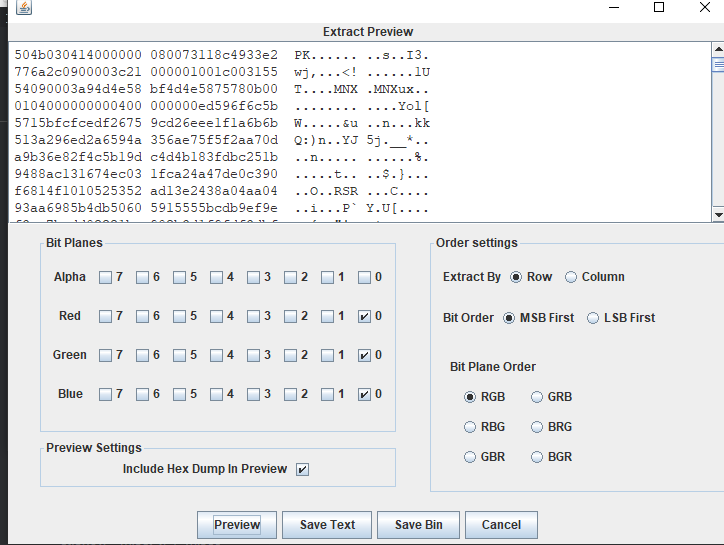 Extract Preview
504b030414000000 080073118c4933e2 PK...... ..s..I3.
776a2c0900003c21 000001001c003155 wj,...<! ......1U
54090003a94d4e58 bf4d4e5875780b00 T....MNX .MNXux..
0104000000000400 000000ed596f6c5b ........ ....Yol[
5715bfcfcedf2675 9cd26eee1f1a6b6b W.....&u ..n...kk
513a296ed2a6594a 356ae75f5f2aa70d Q:)n..YJ 5j.__*..
a9b36e82f4c5b19d c4d4b183fdbc251b ..n..... ......%.
9488ac131674ec03 1fca24a47de0c390 .....t.. ..$.}...
f6814f1010525352 ad13e2438a04aa04 ..O..RSR ...C....
93aa6985b4db5060 5915555bcdb9ef9e ..i...P` Y.U[....
Bit Planes
Alpha 7 6 5 4 3 2 1 0
Red 7 6 5 4 3 2 1 0
Green 7 6 5 4 3 2 1 0
Blue 7 6 5 4 3 2 1 0
Preview Settings
Include Hex Dump In Preview
Order settings
Extract By Row Column
Bit Order MSB First LSB First
Bit Plane Order
RGB GRB
RBG BRG
GBR BGR
Preview Save Text Save Bin Cancel